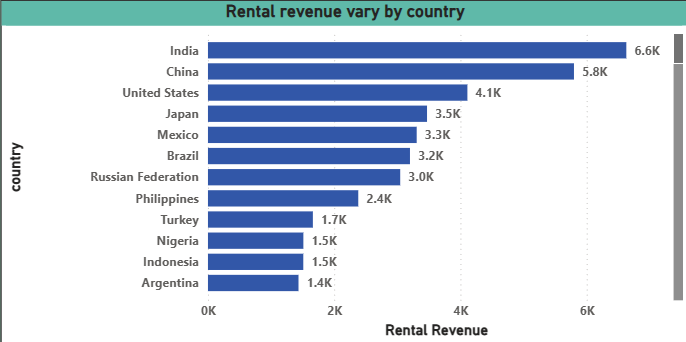 Rental revenue vary by country
country
India 6.6K
China 5.8K
United States 4.1K
Japan 3.5K
Mexico 3.3K
Brazil 3.2K
Russian Federation 3.0K
Philippines 2.4K
Turkey 1.7K
Nigeria 1.5K
Indonesia 1.5K
Argentina 1.4K
0K 2K 4K 6K
Rental Revenue